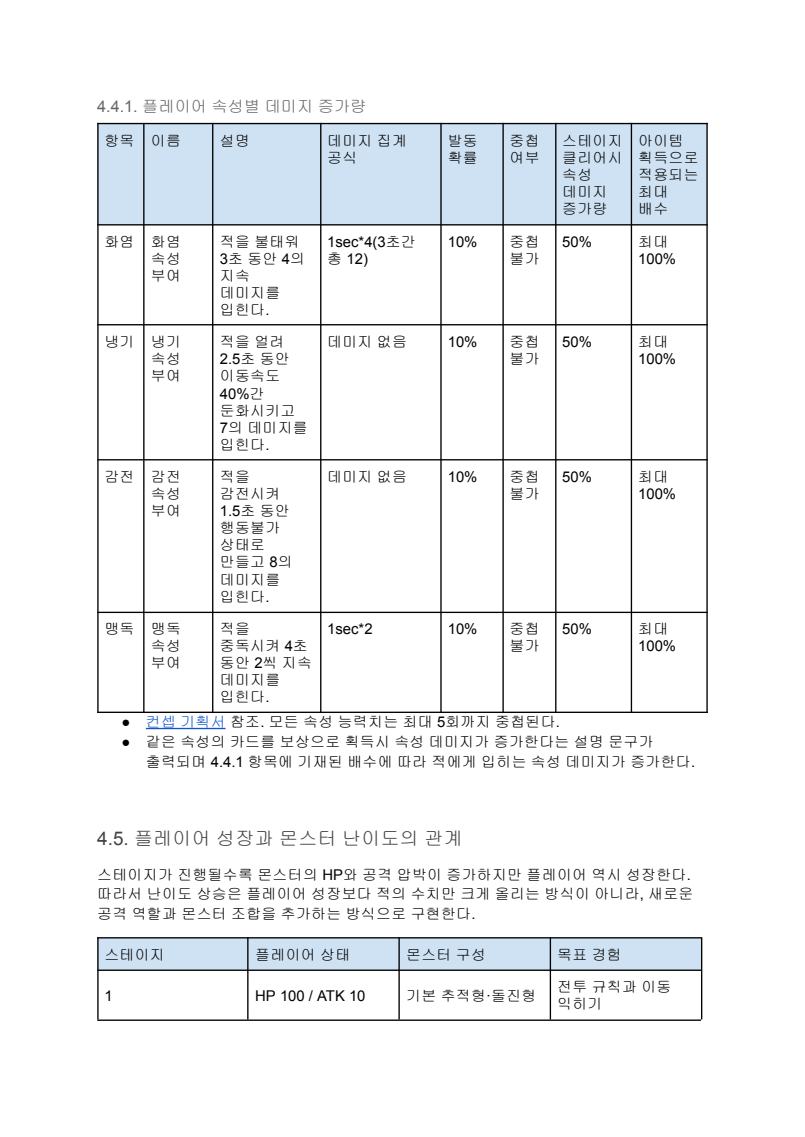 4.4.1. 플레이어 속성별 데미지 증가량
항목 이름 설명 데미지 집계 발동 중첩 스테이지 아이템
공식 확률 여부 클리어시 획득으로
속성 적용되는
데미지 최대
증가량 배수
화염 화염 적을 불태워 1sec*4(3초간 10% 중첩 50% 최대
속성 3초 동안 4의 총 12) 불가 100%
부여 지속
데미지를
입힌다.
냉기 냉기 적을 얼려 데미지 없음 10% 중첩 50% 최대
속성 2.5초 동안 불가 100%
부여 이동속도
40%간
둔화시키고
7의 데미지를
입힌다.
감전 감전 적을 데미지 없음 10% 중첩 50% 최대
속성 감전시켜 불가 100%
부여 1.5초 동안
행동불가
상태로
만들고 8의
데미지를
입힌다.
맹독 맹독 적을 1sec*2 10% 중첩 50% 최대
속성 중독시켜 4초 불가 100%
부여 동안 2씩 지속
데미지를
입힌다.
● 컨셉 기획서 참조. 모든 속성 능력치는 최대 5회까지 중첩된다.
● 같은 속성의 카드를 보상으로 획득시 속성 데미지가 증가한다는 설명 문구가
출력되며 4.4.1 항목에 기재된 배수에 따라 적에게 입히는 속성 데미지가 증가한다.
4.5. 플레이어 성장과 몬스터 난이도의 관계
스테이지가 진행될수록 몬스터의 HP와 공격 압박이 증가하지만 플레이어 역시 성장한다.
따라서 난이도 상승은 플레이어 성장보다 적의 수치만 크게 올리는 방식이 아니라, 새로운
공격 역할과 몬스터 조합을 추가하는 방식으로 구현한다.
스테이지 플레이어 상태 몬스터 구성 목표 경험
1 HP 100 / ATK 10 기본 추적형·돌진형 전투 규칙과 이동
익히기